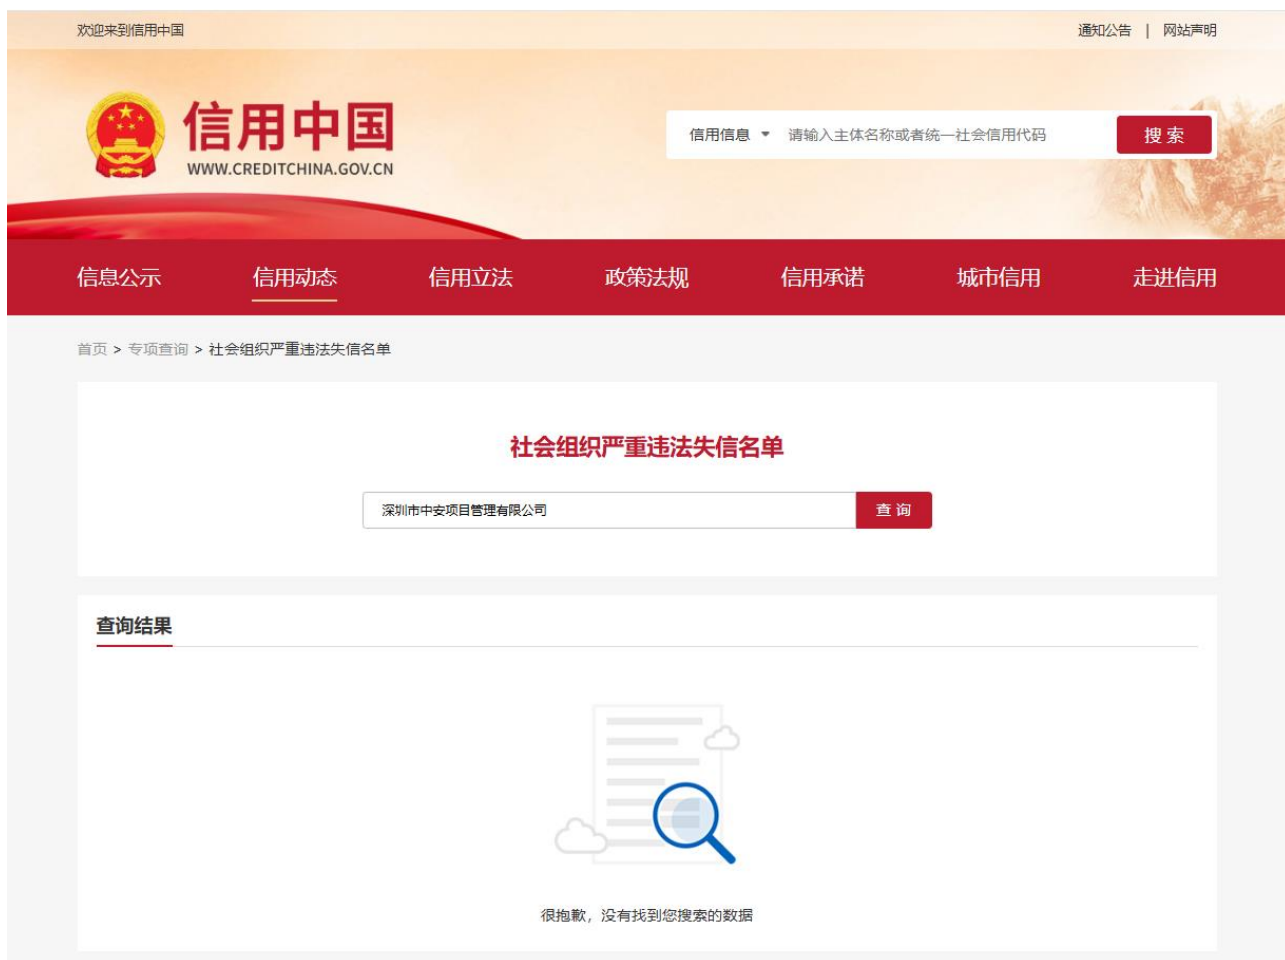 欢迎来到信用中国
通知公告 | 网站声明
信用中国
WWW.CREDITCHINA.GOV.CN
信用信息 请输入主体名称或者统一社会信用代码 搜索
信息公示 信用动态 信用立法 政策法规 信用承诺 城市信用 走进信用
首页 > 专项查询 > 社会组织严重违法失信名单
社会组织严重违法失信名单
深圳市中安项目管理有限公司 查询
查询结果
很抱歉，没有找到您搜索的数据